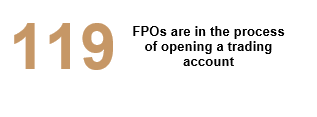 119
FPOs are in the process
of opening a trading
account